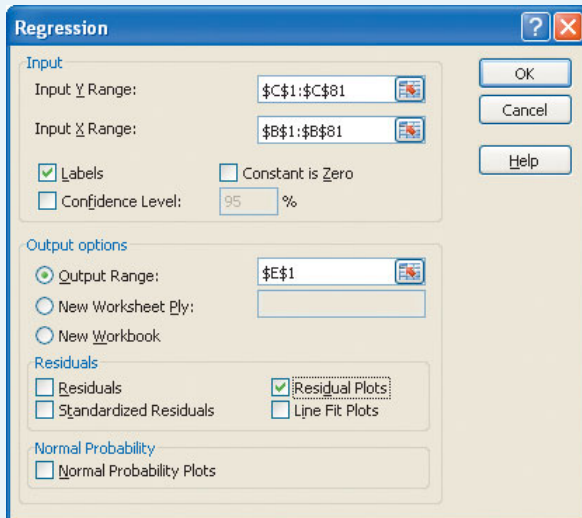 Regression
Input
Input Y Range:
$C$1:$C$81
Input X Range:
$B$1:$B$81
Labels
Constant is Zero
Confidence Level:
95
%
OK
Cancel
Help
Output options
Output Range:
$E$1
New Worksheet Ply:
New Workbook
Residuals
Residuals
Residual Plots
Standardized Residuals
Line Fit Plots
Normal Probability
Normal Probability Plots